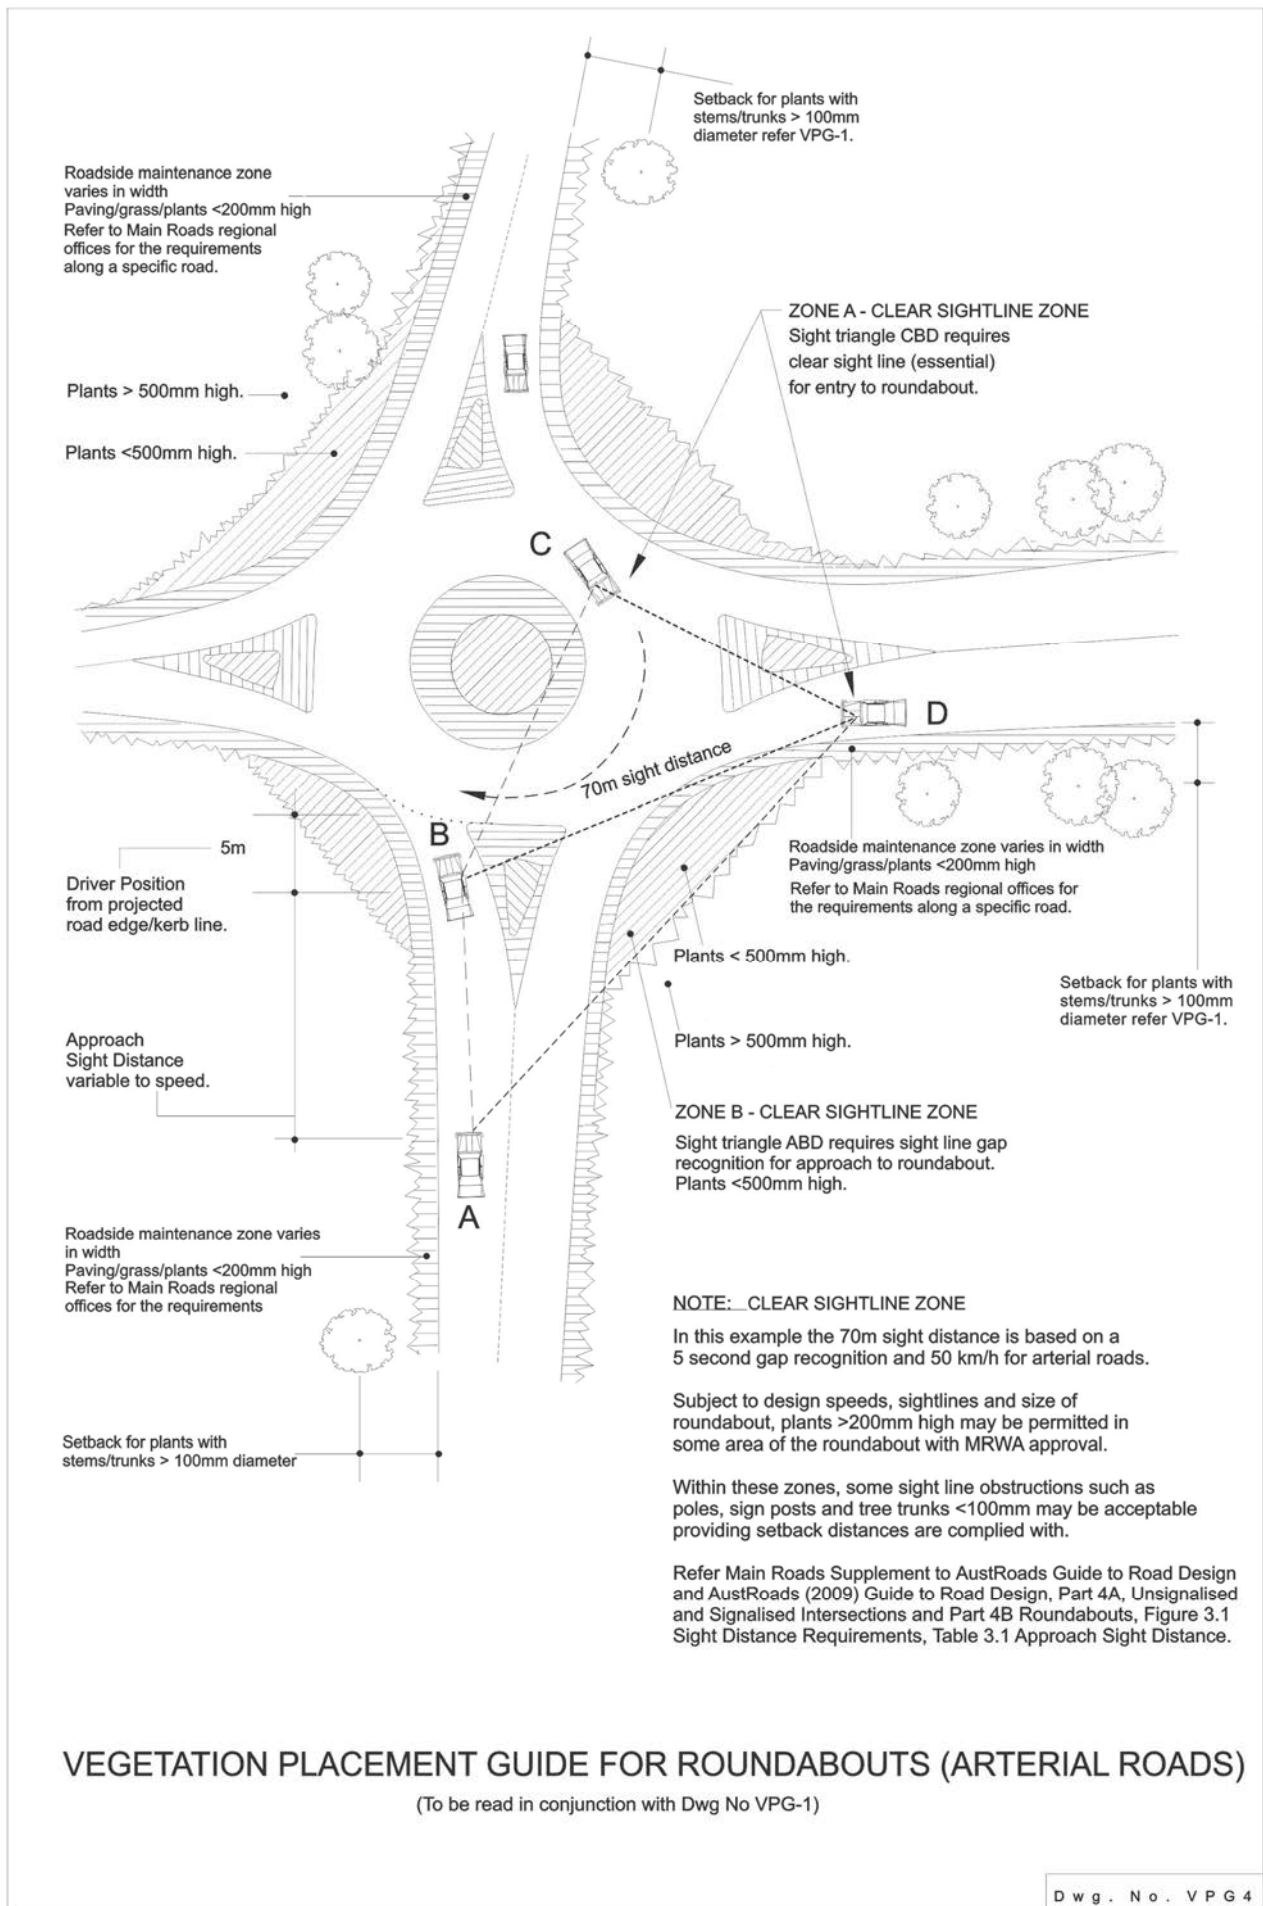 Setback for plants with
stems/trunks > 100mm
diameter refer VPG-1.
Roadside maintenance zone
varies in width
Paving/grass/plants <200mm high
Refer to Main Roads regional
offices for the requirements
along a specific road.
ZONE A - CLEAR SIGHTLINE ZONE
Sight triangle CBD requires
clear sight line (essential)
for entry to roundabout.
Plants > 500mm high.
Plants <500mm high.
C
D
70m sight distance
B
5m
Driver Position
from projected
road edge/kerb line.
Roadside maintenance zone varies in width
Paving/grass/plants <200mm high
Refer to Main Roads regional offices for
the requirements along a specific road.
Plants < 500mm high.
Setback for plants with
stems/trunks > 100mm
diameter refer VPG-1.
Plants > 500mm high.
Approach
Sight Distance
variable to speed.
ZONE B - CLEAR SIGHTLINE ZONE
Sight triangle ABD requires sight line gap
recognition for approach to roundabout.
Plants <500mm high.
A
Roadside maintenance zone varies
in width
Paving/grass/plants <200mm high
Refer to Main Roads regional
offices for the requirements
NOTE: CLEAR SIGHTLINE ZONE
In this example the 70m sight distance is based on a
5 second gap recognition and 50 km/h for arterial roads.
Subject to design speeds, sightlines and size of
roundabout, plants >200mm high may be permitted in
some area of the roundabout with MRWA approval.
Setback for plants with
stems/trunks > 100mm diameter
Within these zones, some sight line obstructions such as
poles, sign posts and tree trunks <100mm may be acceptable
providing setback distances are complied with.
Refer Main Roads Supplement to AustRoads Guide to Road Design
and AustRoads (2009) Guide to Road Design, Part 4A, Unsignalised
and Signalised Intersections and Part 4B Roundabouts, Figure 3.1
Sight Distance Requirements, Table 3.1 Approach Sight Distance.
VEGETATION PLACEMENT GUIDE FOR ROUNDABOUTS (ARTERIAL ROADS)
(To be read in conjunction with Dwg No VPG-1)
Dwg. No. VPG4